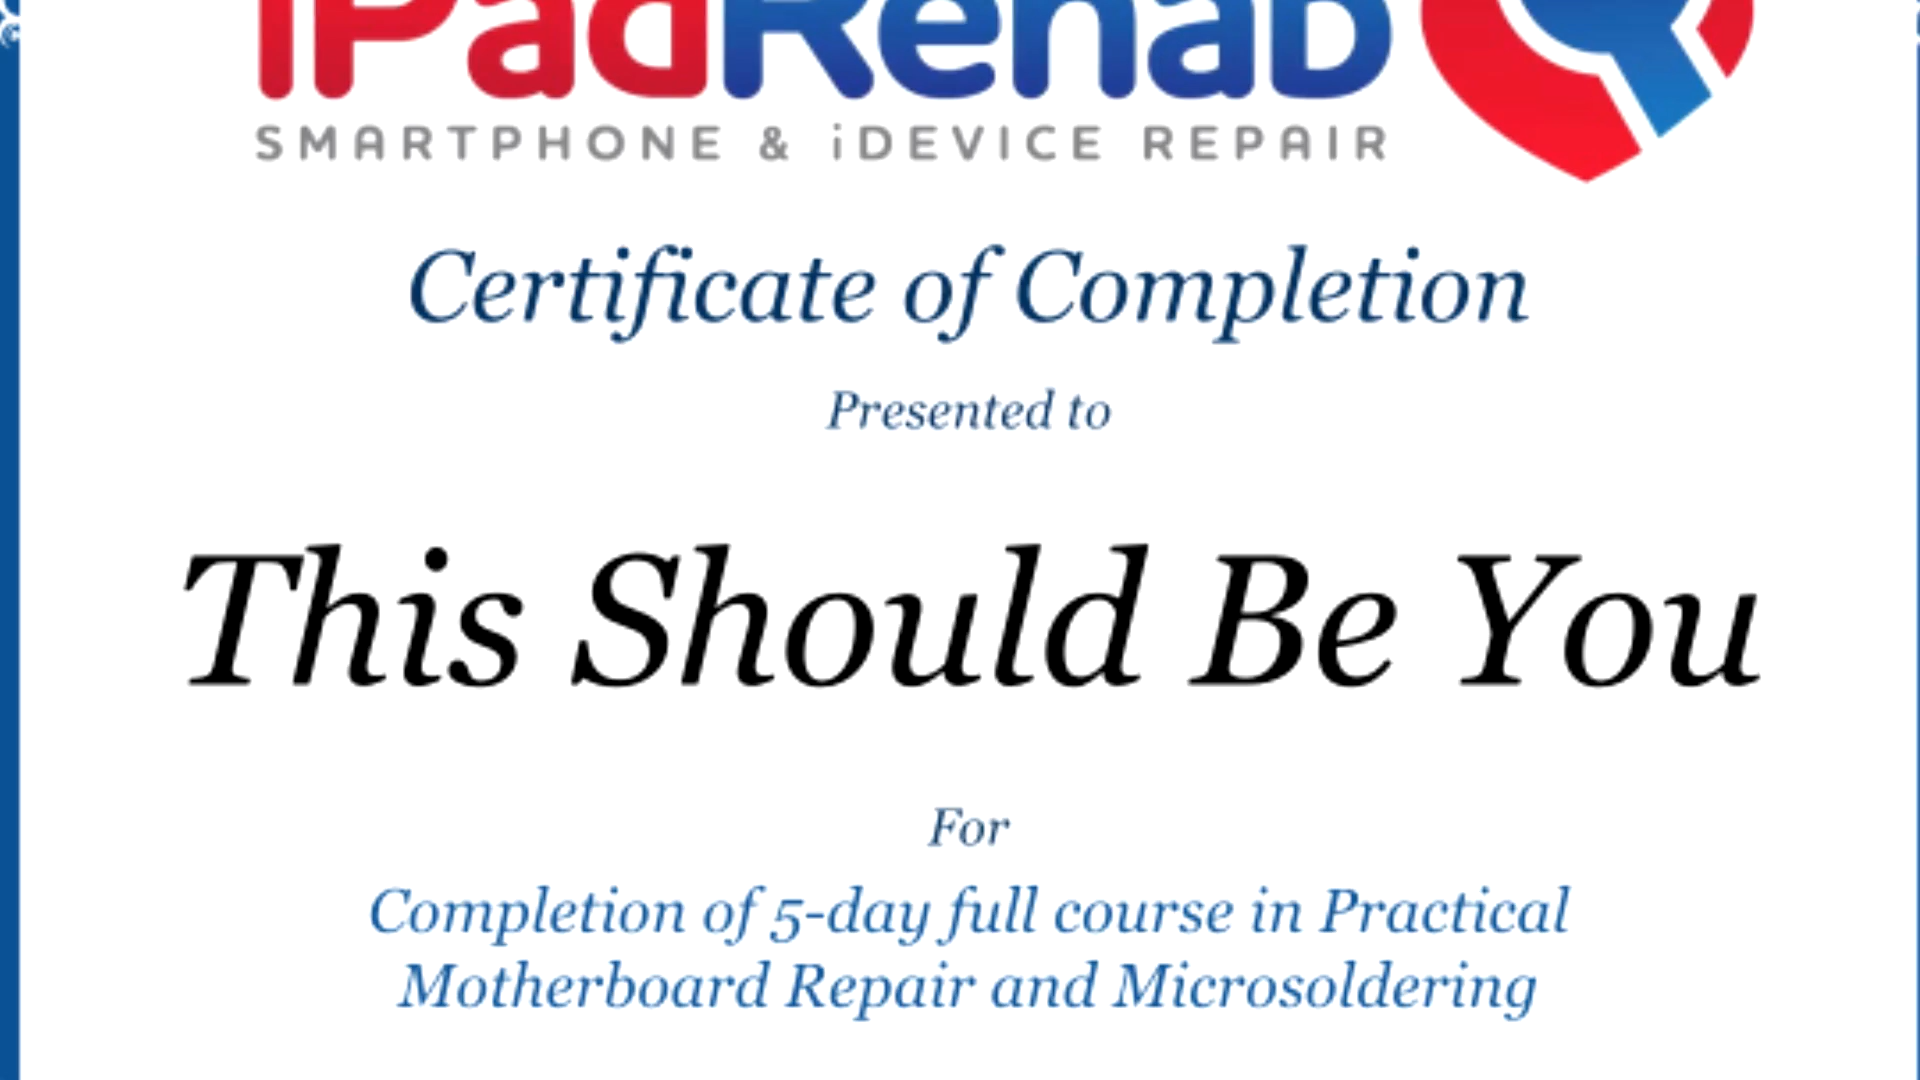 iPadRehab
SMARTPHONE & iDEVICE REPAIR
Certificate of Completion
Presented to
This Should Be You
For
Completion of 5-day full course in Practical
Motherboard Repair and Microsoldering